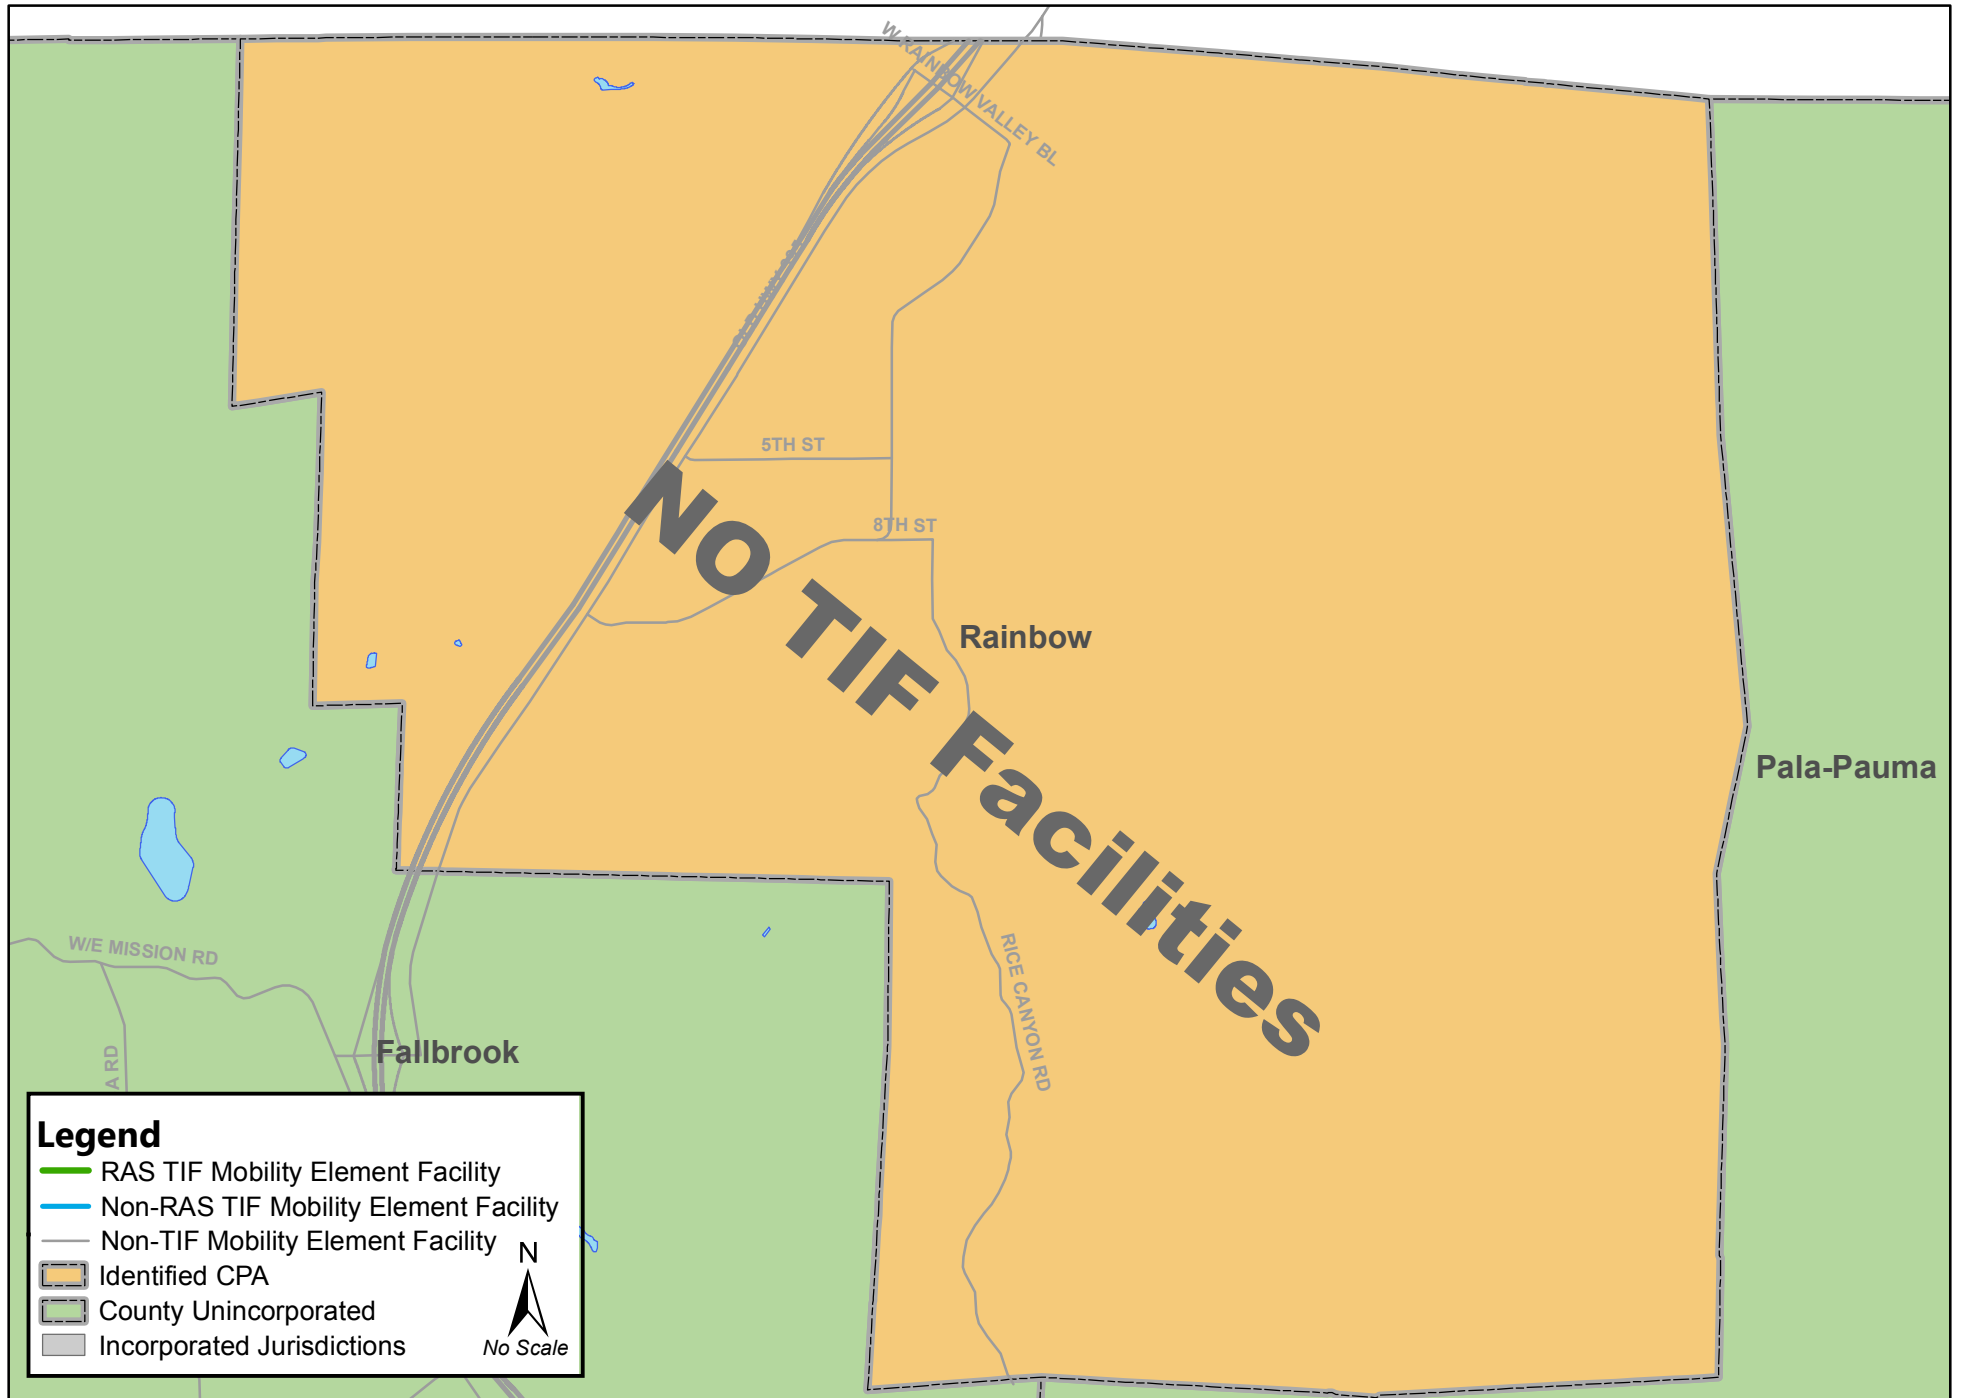 W RAINBOW VALLEY BL
5TH ST
8TH ST
NO TIF Facilities
Rainbow
Pala-Pauma
RICE CANYON RD
W/E MISSION RD
Fallbrook
A RD
Legend
RAS TIF Mobility Element Facility
Non-RAS TIF Mobility Element Facility
Non-TIF Mobility Element Facility
N
Identified CPA
County Unincorporated
Incorporated Jurisdictions
No Scale